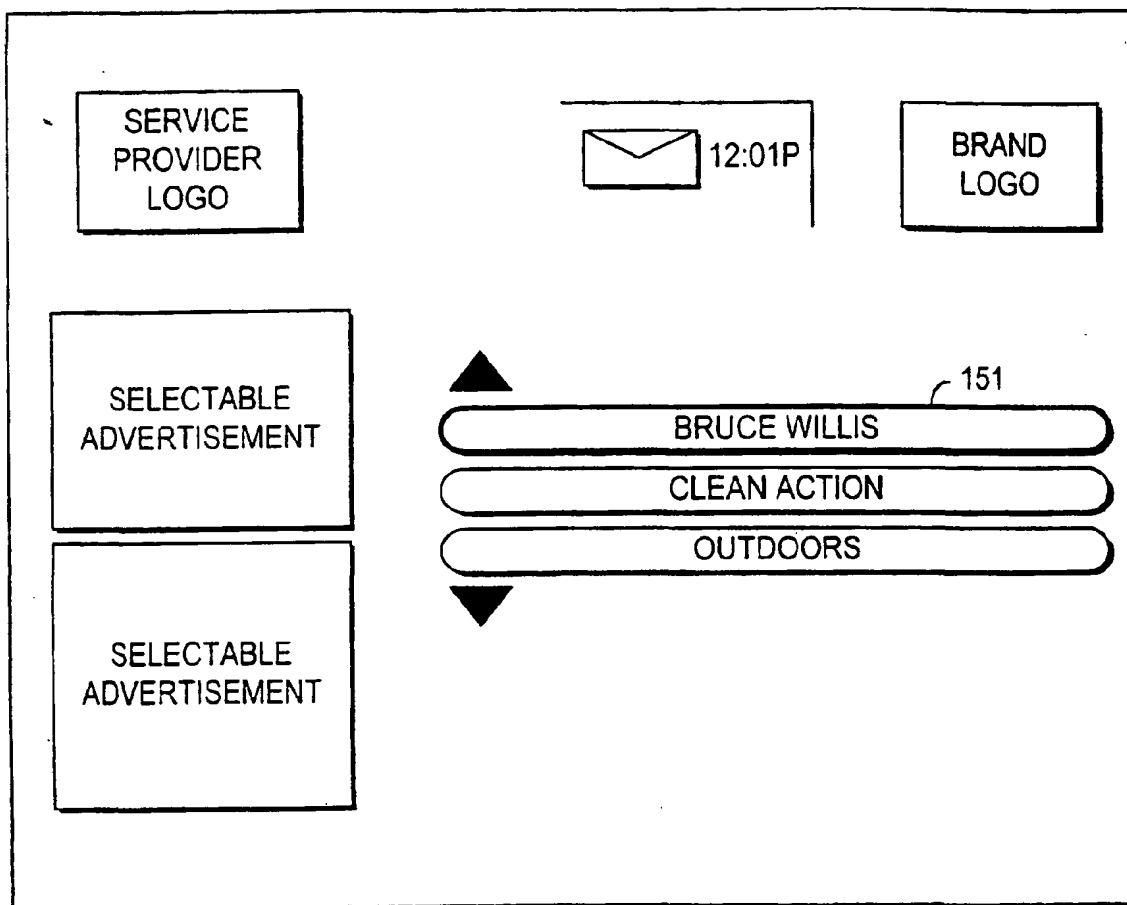 SERVICE
PROVIDER
LOGO
12:01P
BRAND
LOGO
SELECTABLE
ADVERTISEMENT
151
BRUCE WILLIS
CLEAN ACTION
OUTDOORS
SELECTABLE
ADVERTISEMENT